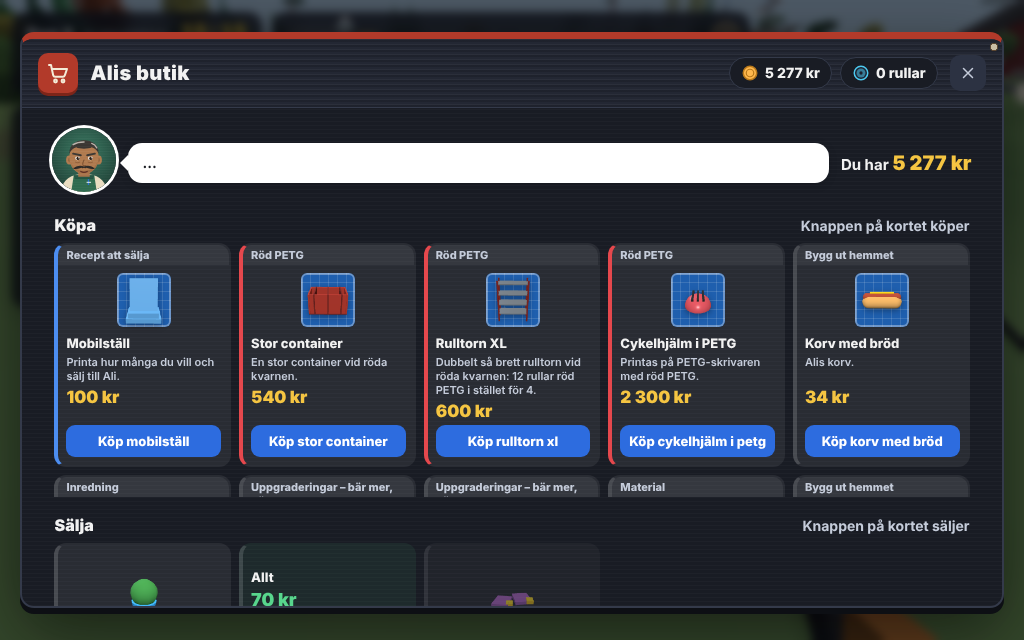 Alis butik
5 277 kr
0 rullar
...
Du har 5 277 kr
Köpa
Knappen på kortet köper
Recept att sälja
Mobilställ
Printa hur många du vill och
sälj till Ali.
100 kr
Köp mobilställ
Röd PETG
Stor container
En stor container vid röda
kvarnen.
540 kr
Köp stor container
Röd PETG
Rulltorn XL
Dubbelt så brett rulltorn vid
röda kvarnen: 12 rullar röd
PETG i stället för 4.
600 kr
Köp rulltorn xl
Röd PETG
Cykelhjälm i PETG
Printas på PETG-skrivaren
med röd PETG.
2 300 kr
Köp cykelhjälm i petg
Bygg ut hemmet
Korv med bröd
Alis korv.
34 kr
Köp korv med bröd
Inredning
Uppgraderingar – bär mer,
Uppgraderingar – bär mer,
Material
Bygg ut hemmet
Sälja
Knappen på kortet säljer
Allt
70 kr